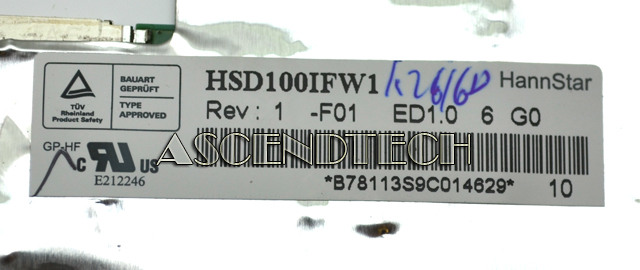 TÜV
Rheinland
Product Safety
BAUART
GEPRÜFT
TYPE
APPROVED
HSD100IFW1
HannStar
Rev: 1 -F01 ED1.0 6 G0
GP-HF
C RU US
E212246
ASCENDTECH
*B78113S9C014629* 10